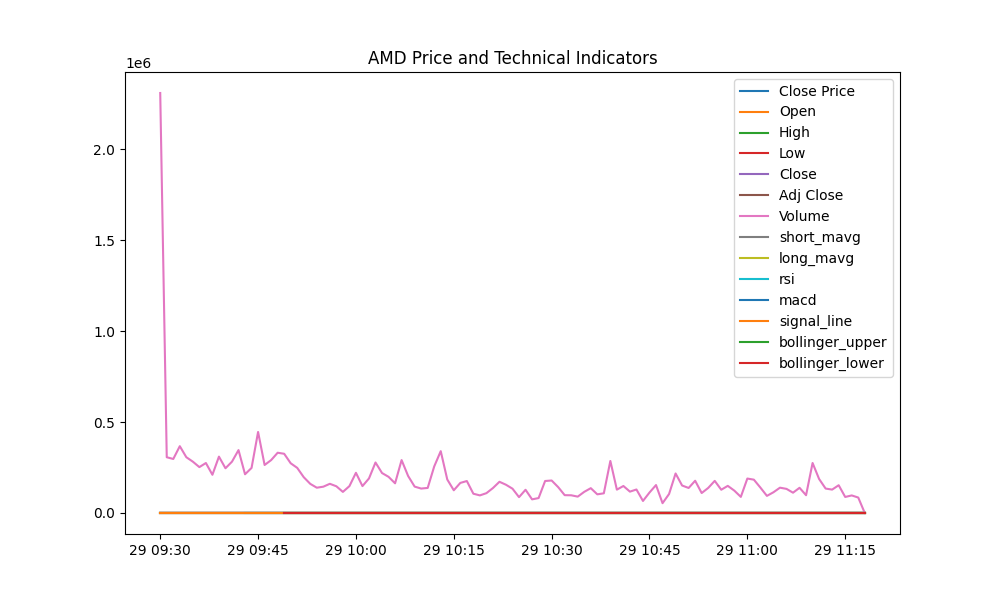 AMD Price and Technical Indicators
1e6
Close Price
Open
High
Low
Close
Adj Close
Volume
short_mavg
long_mavg
rsi
macd
signal_line
bollinger_upper
bollinger_lower
2.0
1.5
1.0
0.5
0.0
29 09:30 29 09:45 29 10:00 29 10:15 29 10:30 29 10:45 29 11:00 29 11:15